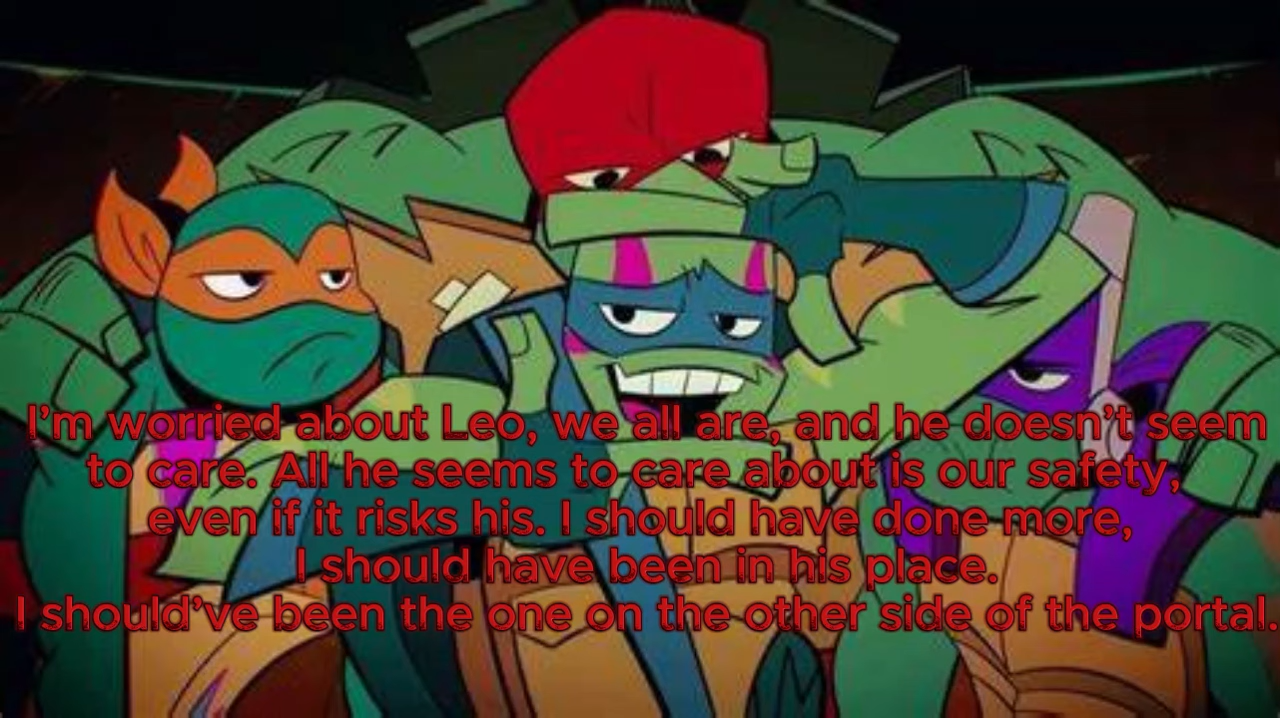 I’m worried about Leo, we all are, and he doesn’t seem
to care. All he seems to care about is our safety,
even if it risks his. I should have done more,
I should have been in his place.
I should’ve been the one on the other side of the portal.